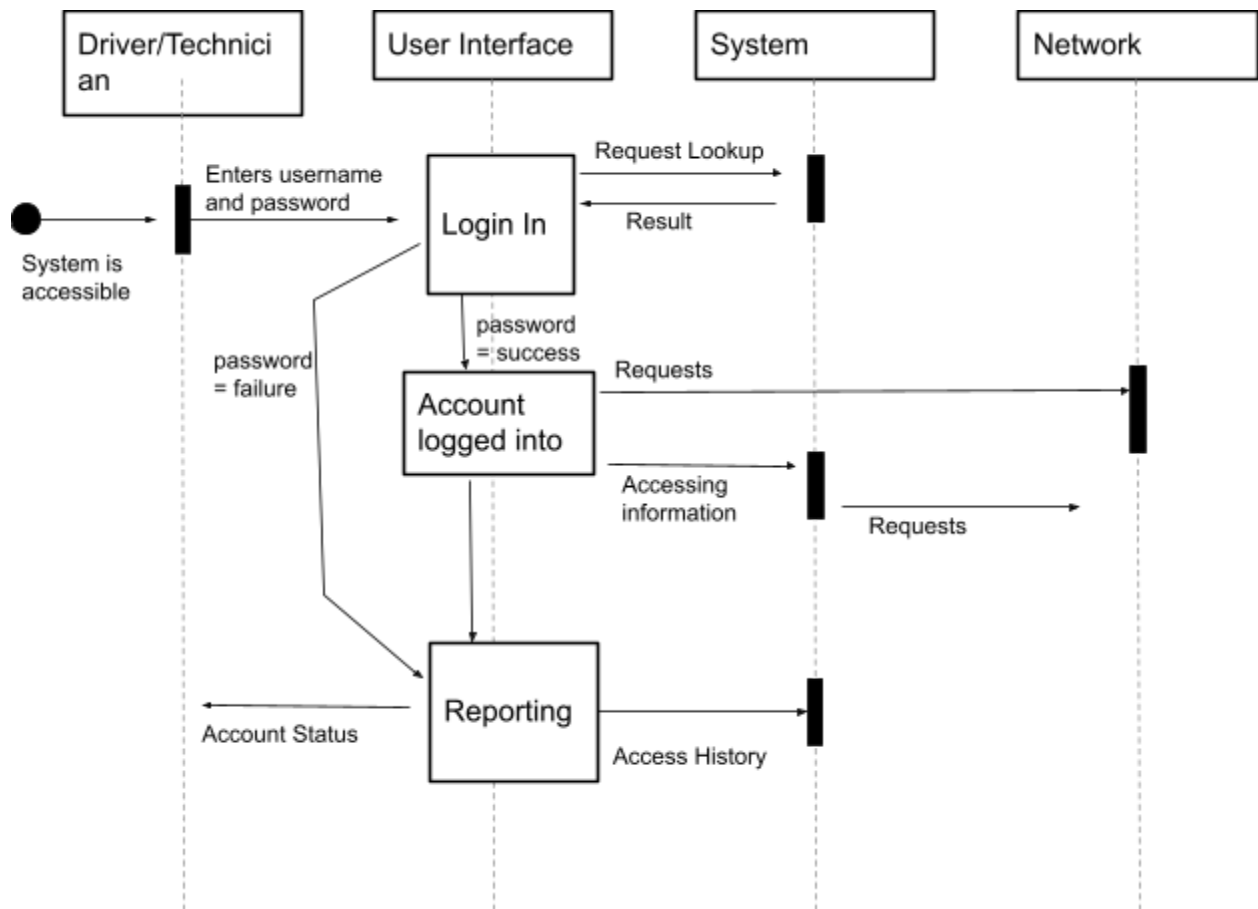 Driver/Technici
an
User Interface
System
Network
Request Lookup
Enters username
and password
Login In
Result
System is
accessible
password
= success
password
= failure
Requests
Account
logged into
Accessing
information
Requests
Reporting
Account Status
Access History